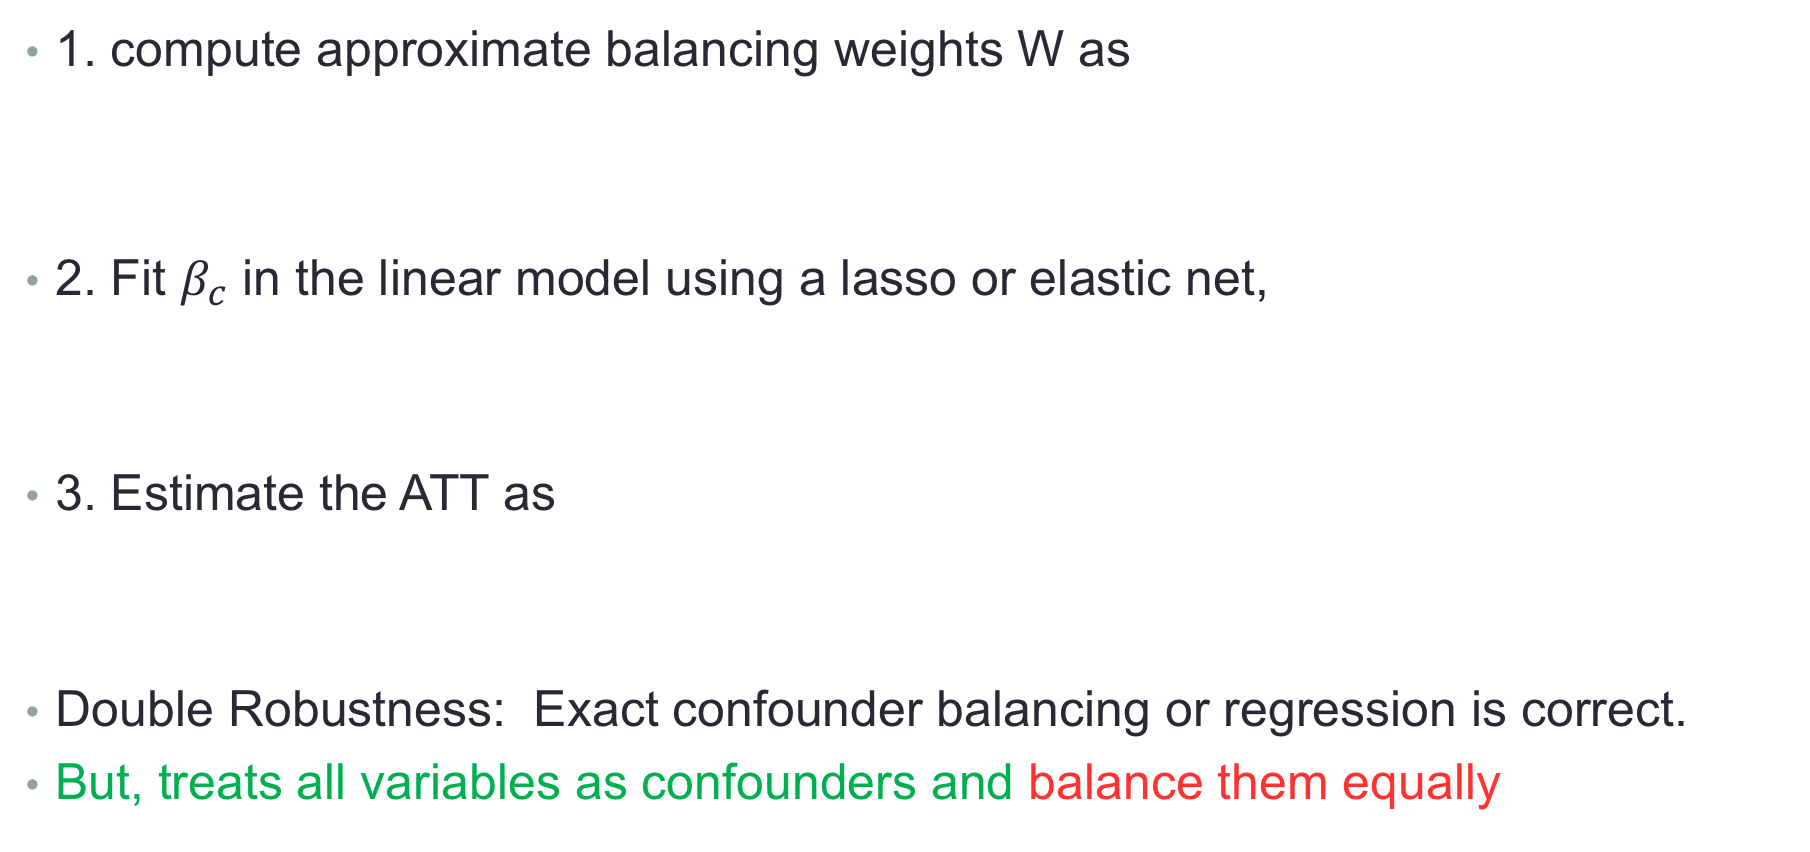 • 1. compute approximate balancing weights W as
• 2. Fit β_c in the linear model using a lasso or elastic net,
• 3. Estimate the ATT as
• Double Robustness:  Exact confounder balancing or regression is correct.
• But, treats all variables as confounders and balance them equally